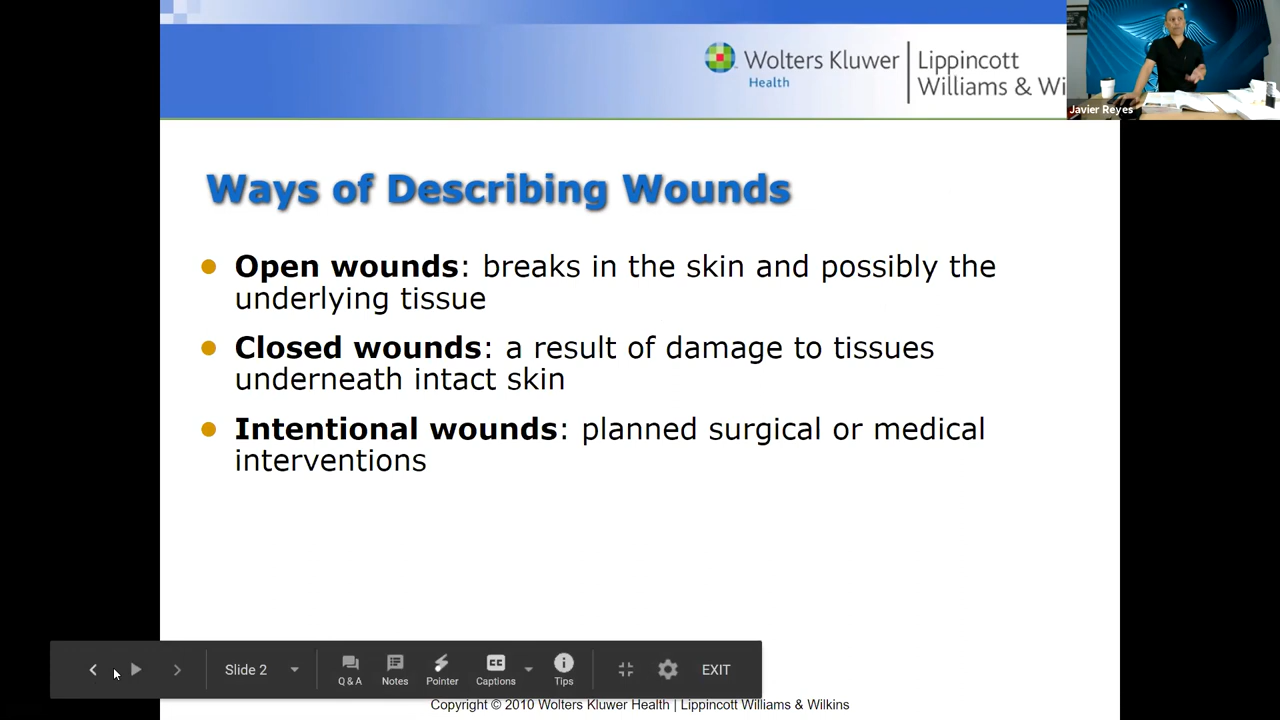 Wolters Kluwer
Health
Lippincott
Williams & Wi
Javier Reyes
Ways of Describing Wounds
Open wounds: breaks in the skin and possibly the
underlying tissue
Closed wounds: a result of damage to tissues
underneath intact skin
Intentional wounds: planned surgical or medical
interventions
Slide 2
Q & A
Notes
Pointer
CC
Captions
Tips
EXIT
Copyright © 2010 Wolters Kluwer Health | Lippincott Williams & Wilkins